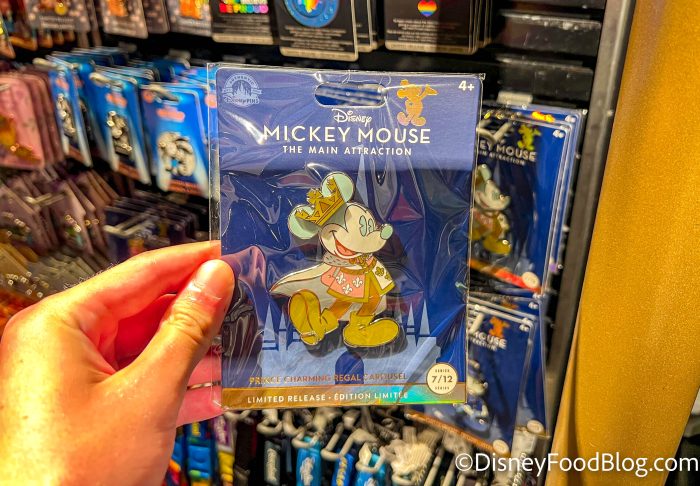 4+
Disney
MICKEY MOUSE
THE MAIN ATTRACTION
PRINCE CHARMING REGAL CAROUSEL
SERIES
7/12
LIMITED RELEASE • ÉDITION LIMITÉE
MOUSE
©DisneyFoodBlog.com